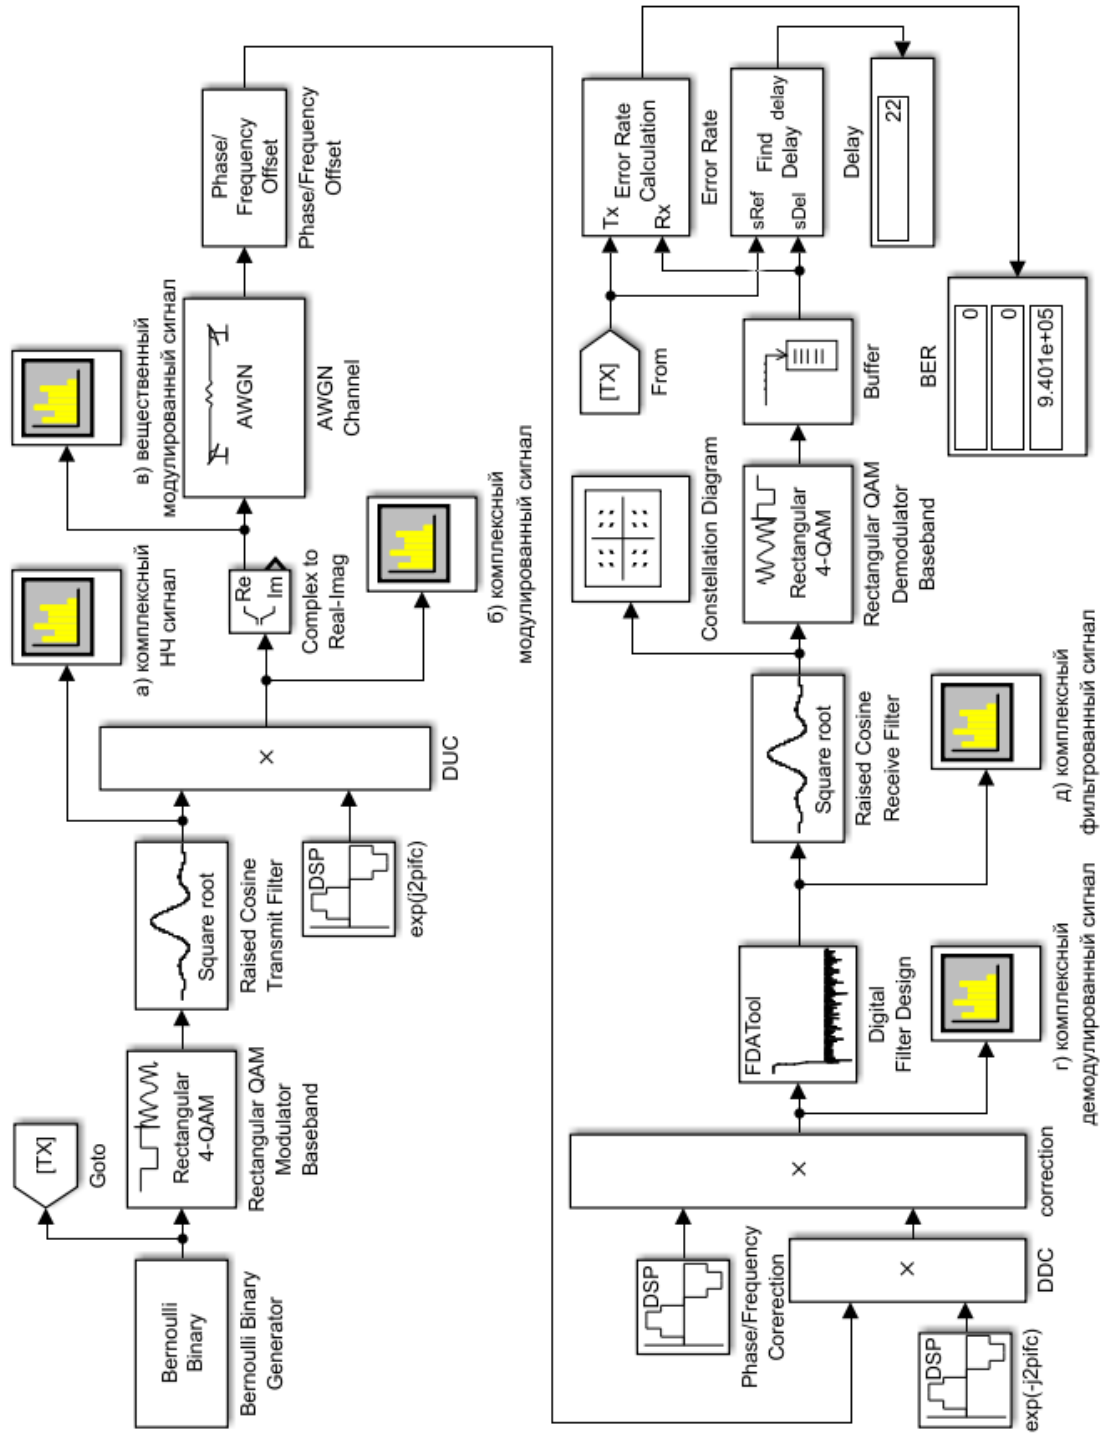 Bernoulli
Binary
Bernoulli Binary
Generator
[TX]
Goto
Rectangular
4-QAM
Rectangular QAM
Modulator
Baseband
Square root
Raised Cosine
Transmit Filter
DSP
exp(j2pifc)
а) комплексный
НЧ сигнал
×
DUC
Re
Im
Complex to
Real-Imag
б) комплексный
модулированный сигнал
в) вещественный
модулированный сигнал
AWGN
AWGN
Channel
Phase/
Frequency
Offset
Phase/Frequency
Offset
DSP
exp(-j2pifc)
×
DDC
DSP
Phase/Frequency
Corerection
×
correction
г) комплексный
демодулированный сигнал
FDATool
Digital
Filter Design
д) комплексный
фильтрованный сигнал
Square root
Raised Cosine
Receive Filter
Constellation Diagram
Rectangular
4-QAM
Rectangular QAM
Demodulator
Baseband
Buffer
[TX]
From
Tx
Rx
Error Rate
Calculation
Error Rate
sRef
sDel
Find
Delay
delay
22
Delay
0
0
9.401e+05
BER